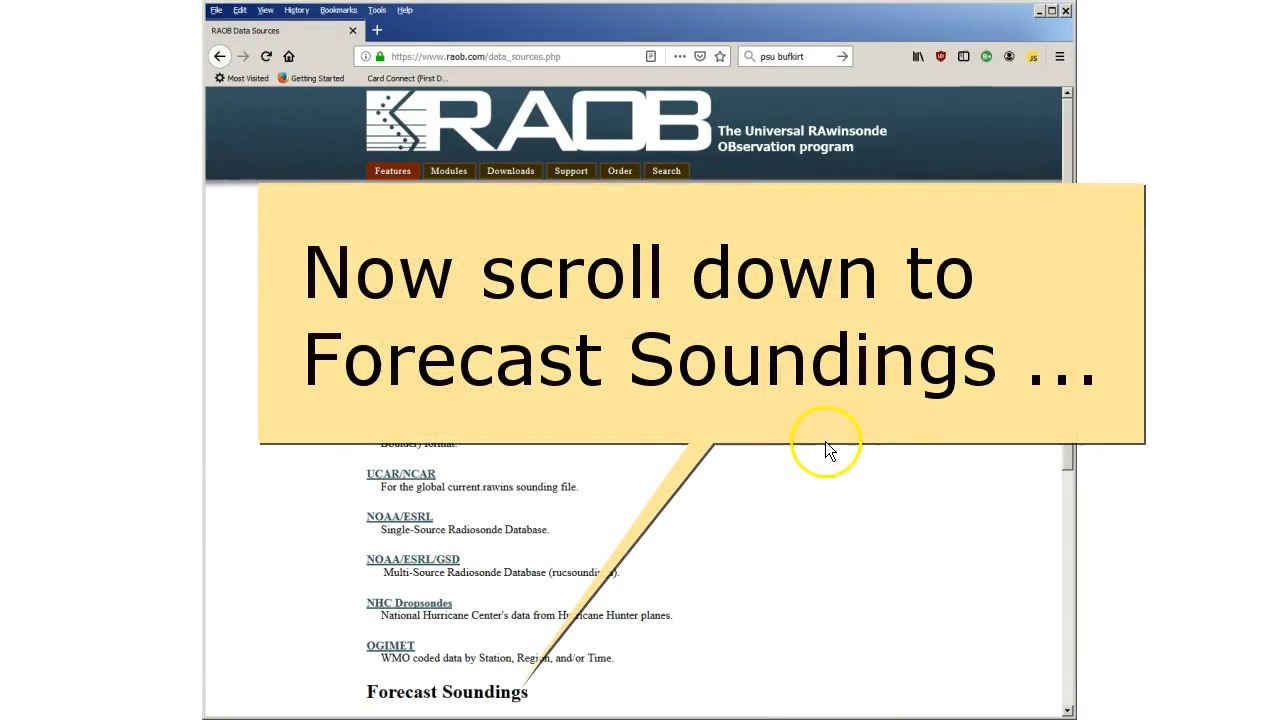 File Edit View History Bookmarks Tools Help
RAOB Data Sources
https://www.raob.com/data_sources.php
psu bufkirt
Most Visited Getting Started Card Connect (First D...
RAOB
The Universal RAwinsonde
OBservation program
Features Modules Downloads Support Order Search
Now scroll down to
Forecast Soundings ...
Boulder) format.
UCAR/NCAR
For the global current.rawins sounding file.
NOAA/ESRL
Single-Source Radiosonde Database.
NOAA/ESRL/GSD
Multi-Source Radiosonde Database (rucsoundings).
NHC Dropsondes
National Hurricane Center's data from Hurricane Hunter planes.
OGIMET
WMO coded data by Station, Region, and/or Time.
Forecast Soundings